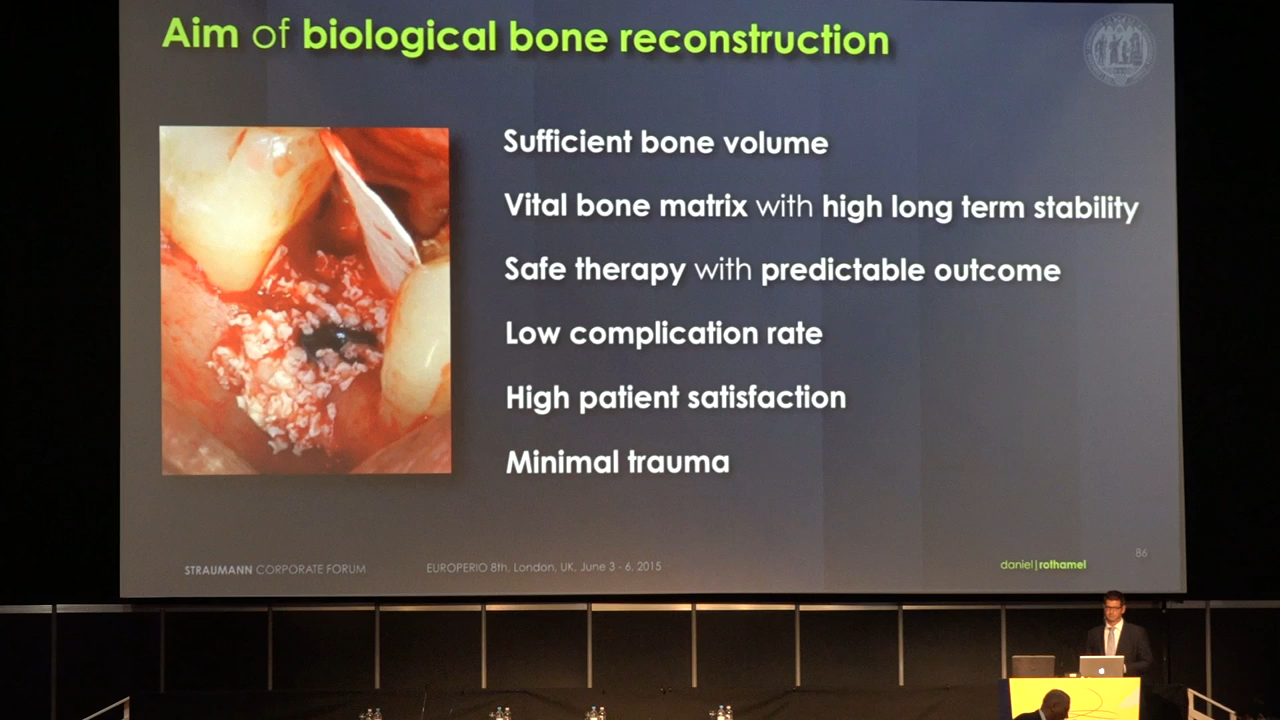 Aim of biological bone reconstruction
Sufficient bone volume
Vital bone matrix with high long term stability
Safe therapy with predictable outcome
Low complication rate
High patient satisfaction
Minimal trauma
86
STRAUMANN CORPORATE FORUM
EUROPERIO 8th, London, UK, June 3 - 6, 2015
daniel|rothamel